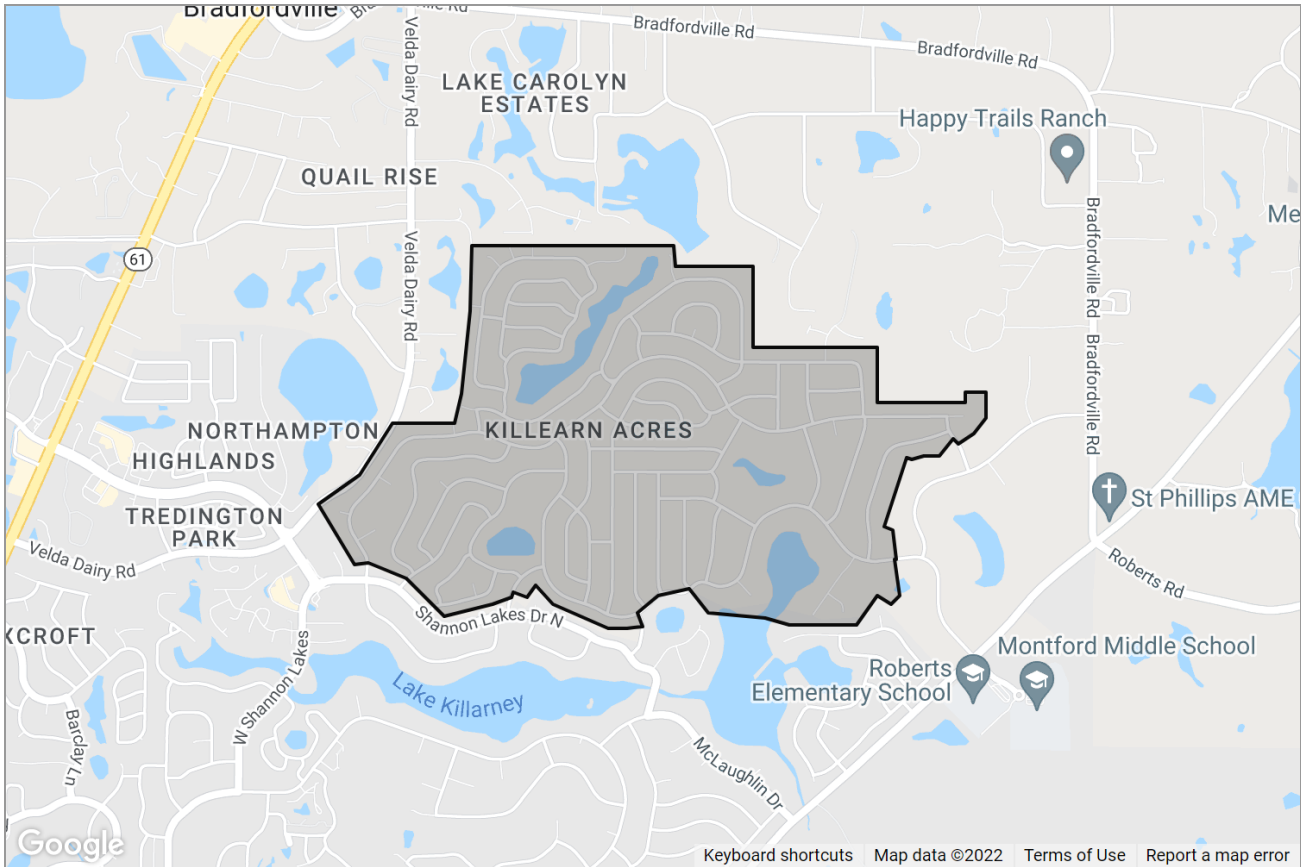 Bradfordville
Bradfordville Rd
Bradfordville Rd
Velda Dairy Rd
LAKE CAROLYN
ESTATES
Happy Trails Ranch
QUAIL RISE
Bradfordville Rd
Me
61
Velda Dairy Rd
Bradfordville Rd
NORTHAMPTON
HIGHLANDS
KILLEARN ACRES
TREDINGTON
PARK
St Phillips AME
Velda Dairy Rd
Roberts Rd
Shannon Lakes Dr N
XCROFT
W Shannon Lakes
Montford Middle School
Roberts
Elementary School
Lake Killarney
Barclay Ln
McLaughlin Dr
Google
Keyboard shortcuts
Map data ©2022
Terms of Use
Report a map error